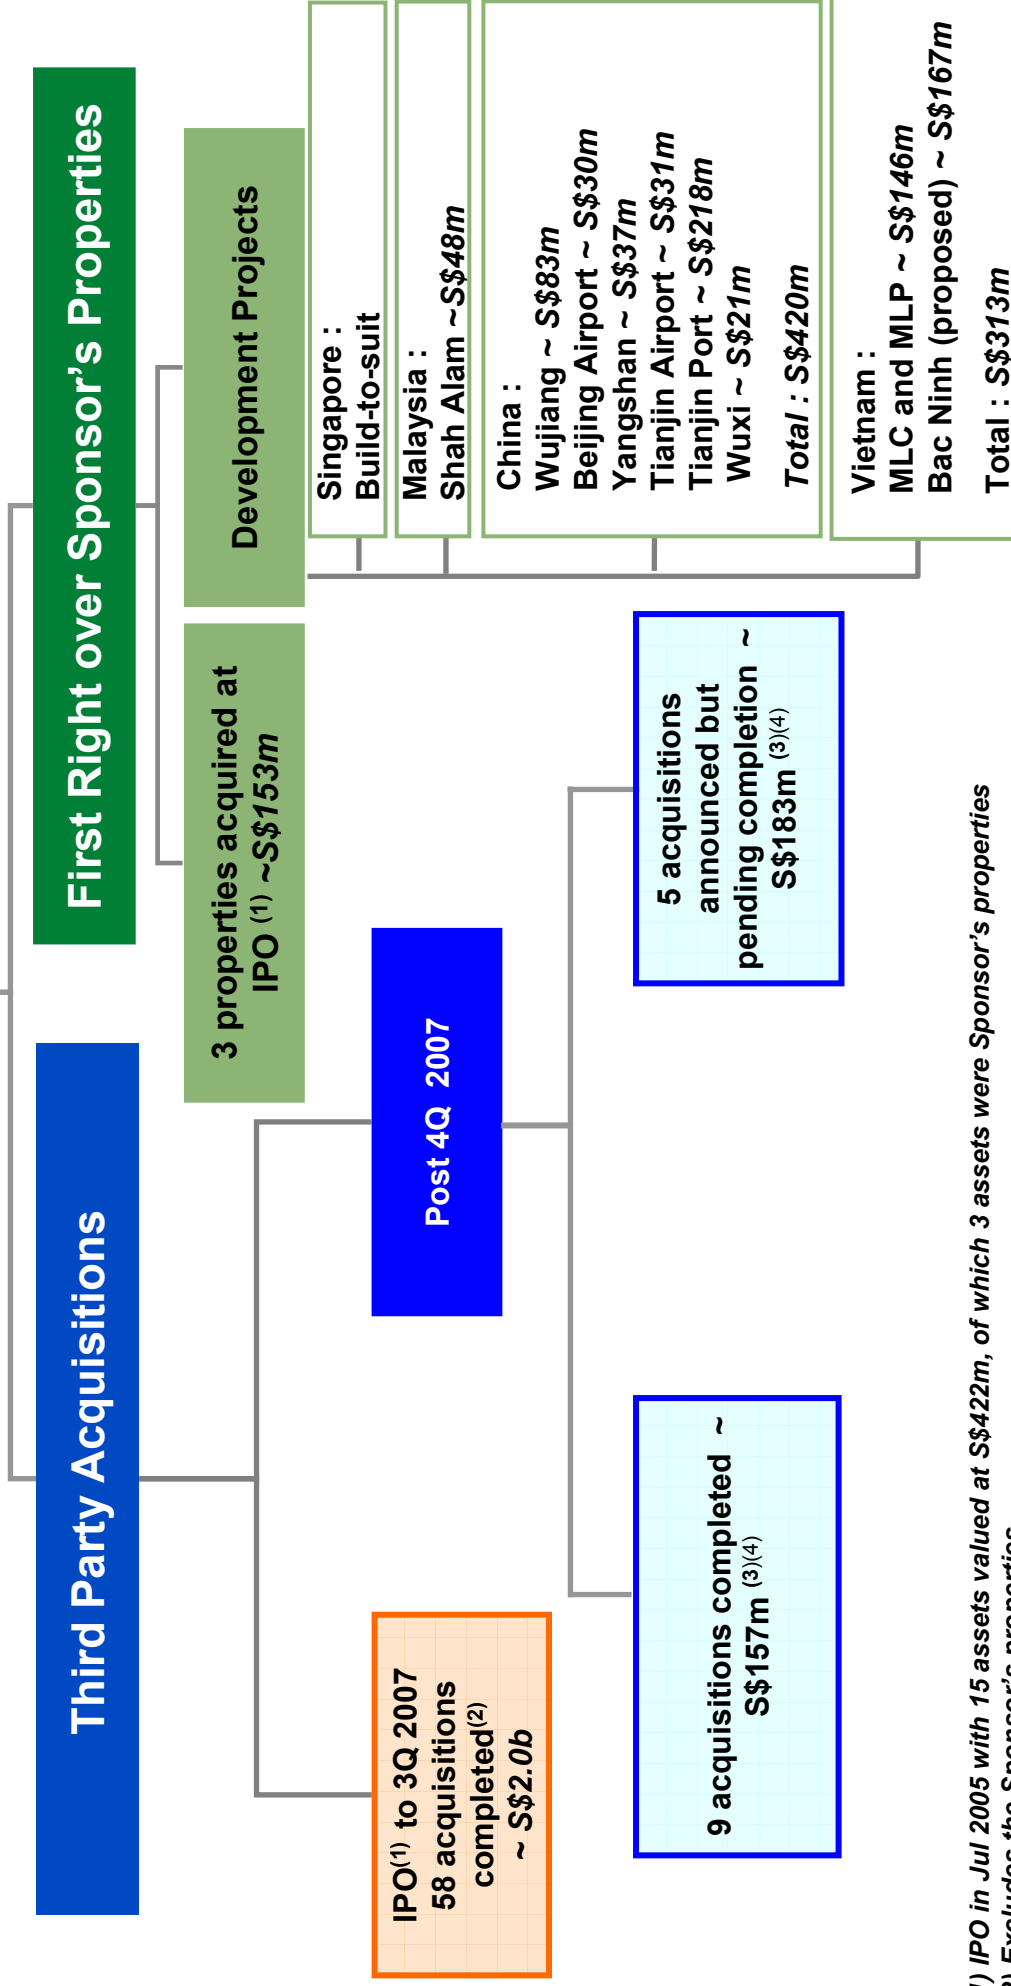 Third Party Acquisitions
First Right over Sponsor’s Properties
3 properties acquired at
IPO (1) ~S$153m
Development Projects
Singapore :
Build-to-suit
Malaysia :
Shah Alam ~S$48m
China :
Wujiang ~ S$83m
Beijing Airport ~ S$30m
Yangshan ~ S$37m
Tianjin Airport ~ S$31m
Tianjin Port ~ S$218m
Wuxi ~ S$21m
Total : S$420m
Vietnam :
MLC and MLP ~ S$146m
Bac Ninh (proposed) ~ S$167m
Total : S$313m
IPO(1) to 3Q 2007
58 acquisitions
completed(2)
~ S$2.0b
Post 4Q 2007
9 acquisitions completed ~
S$157m (3)(4)
5 acquisitions
announced but
pending completion ~
S$183m (3)(4)
1) IPO in Jul 2005 with 15 assets valued at S$422m, of which 3 assets were Sponsor’s properties
) Excludes the Sponsor’s properties